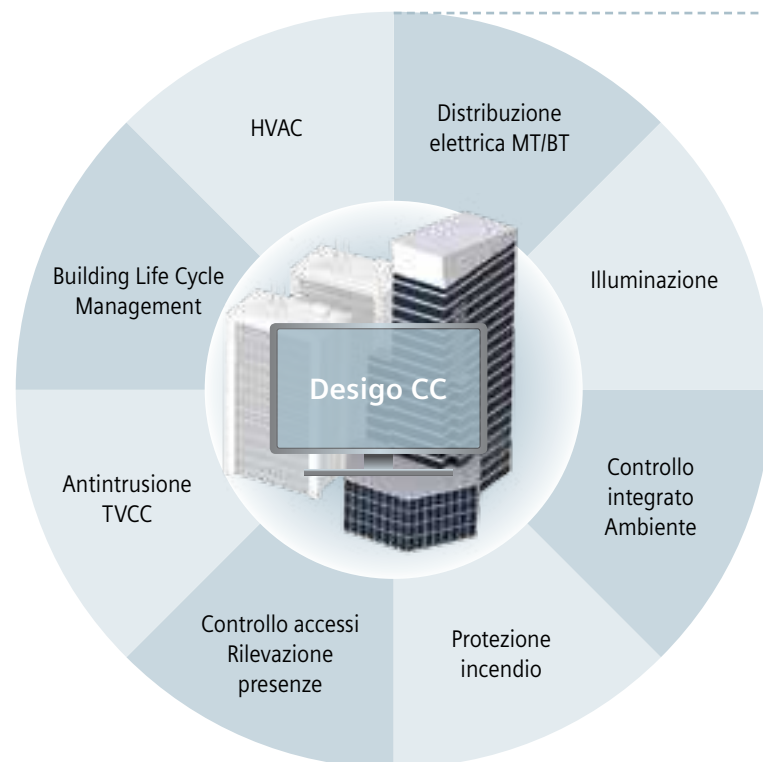 HVAC
Distribuzione
elettrica MT/BT
Building Life Cycle
Management
Illuminazione
Desigo CC
Antintrusione
TVCC
Controllo
integrato
Ambiente
Controllo accessi
Rilevazione
presenze
Protezione
incendio